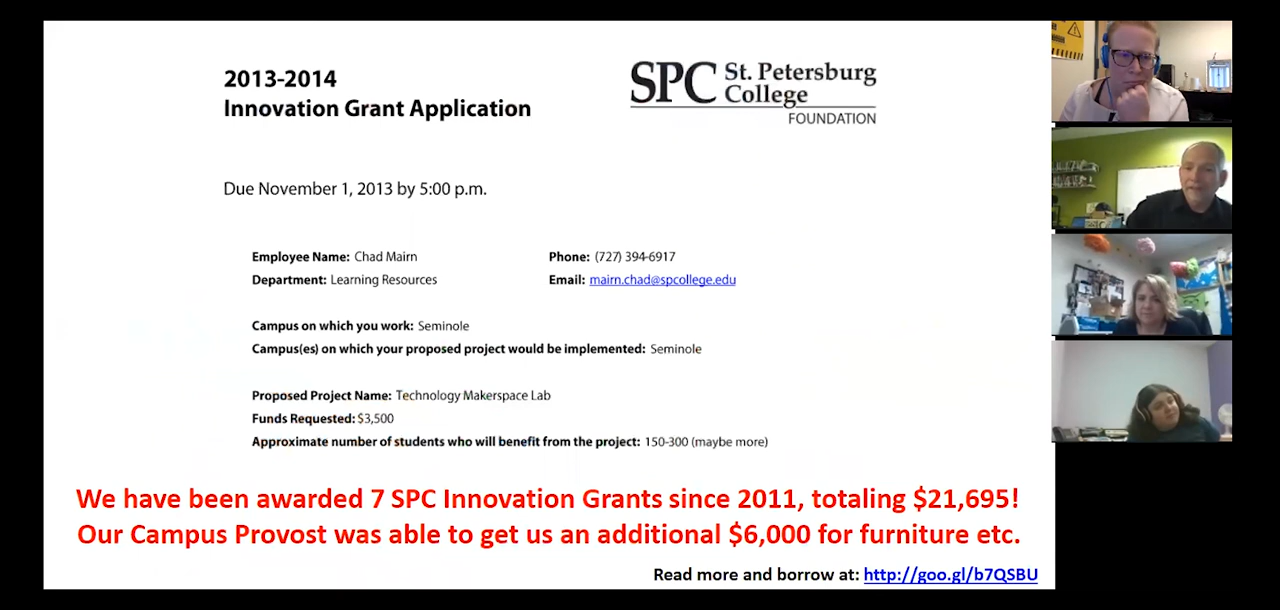 2013-2014
Innovation Grant Application
SPC St. Petersburg
College
FOUNDATION
Due November 1, 2013 by 5:00 p.m.
Employee Name: Chad Mairn Phone: (727) 394-6917
Department: Learning Resources Email: mairn.chad@spcollege.edu
Campus on which you work: Seminole
Campus(es) on which your proposed project would be implemented: Seminole
Proposed Project Name: Technology Makerspace Lab
Funds Requested: $3,500
Approximate number of students who will benefit from the project: 150-300 (maybe more)
We have been awarded 7 SPC Innovation Grants since 2011, totaling $21,695!
Our Campus Provost was able to get us an additional $6,000 for furniture etc.
Read more and borrow at: http://goo.gl/b7QSBU